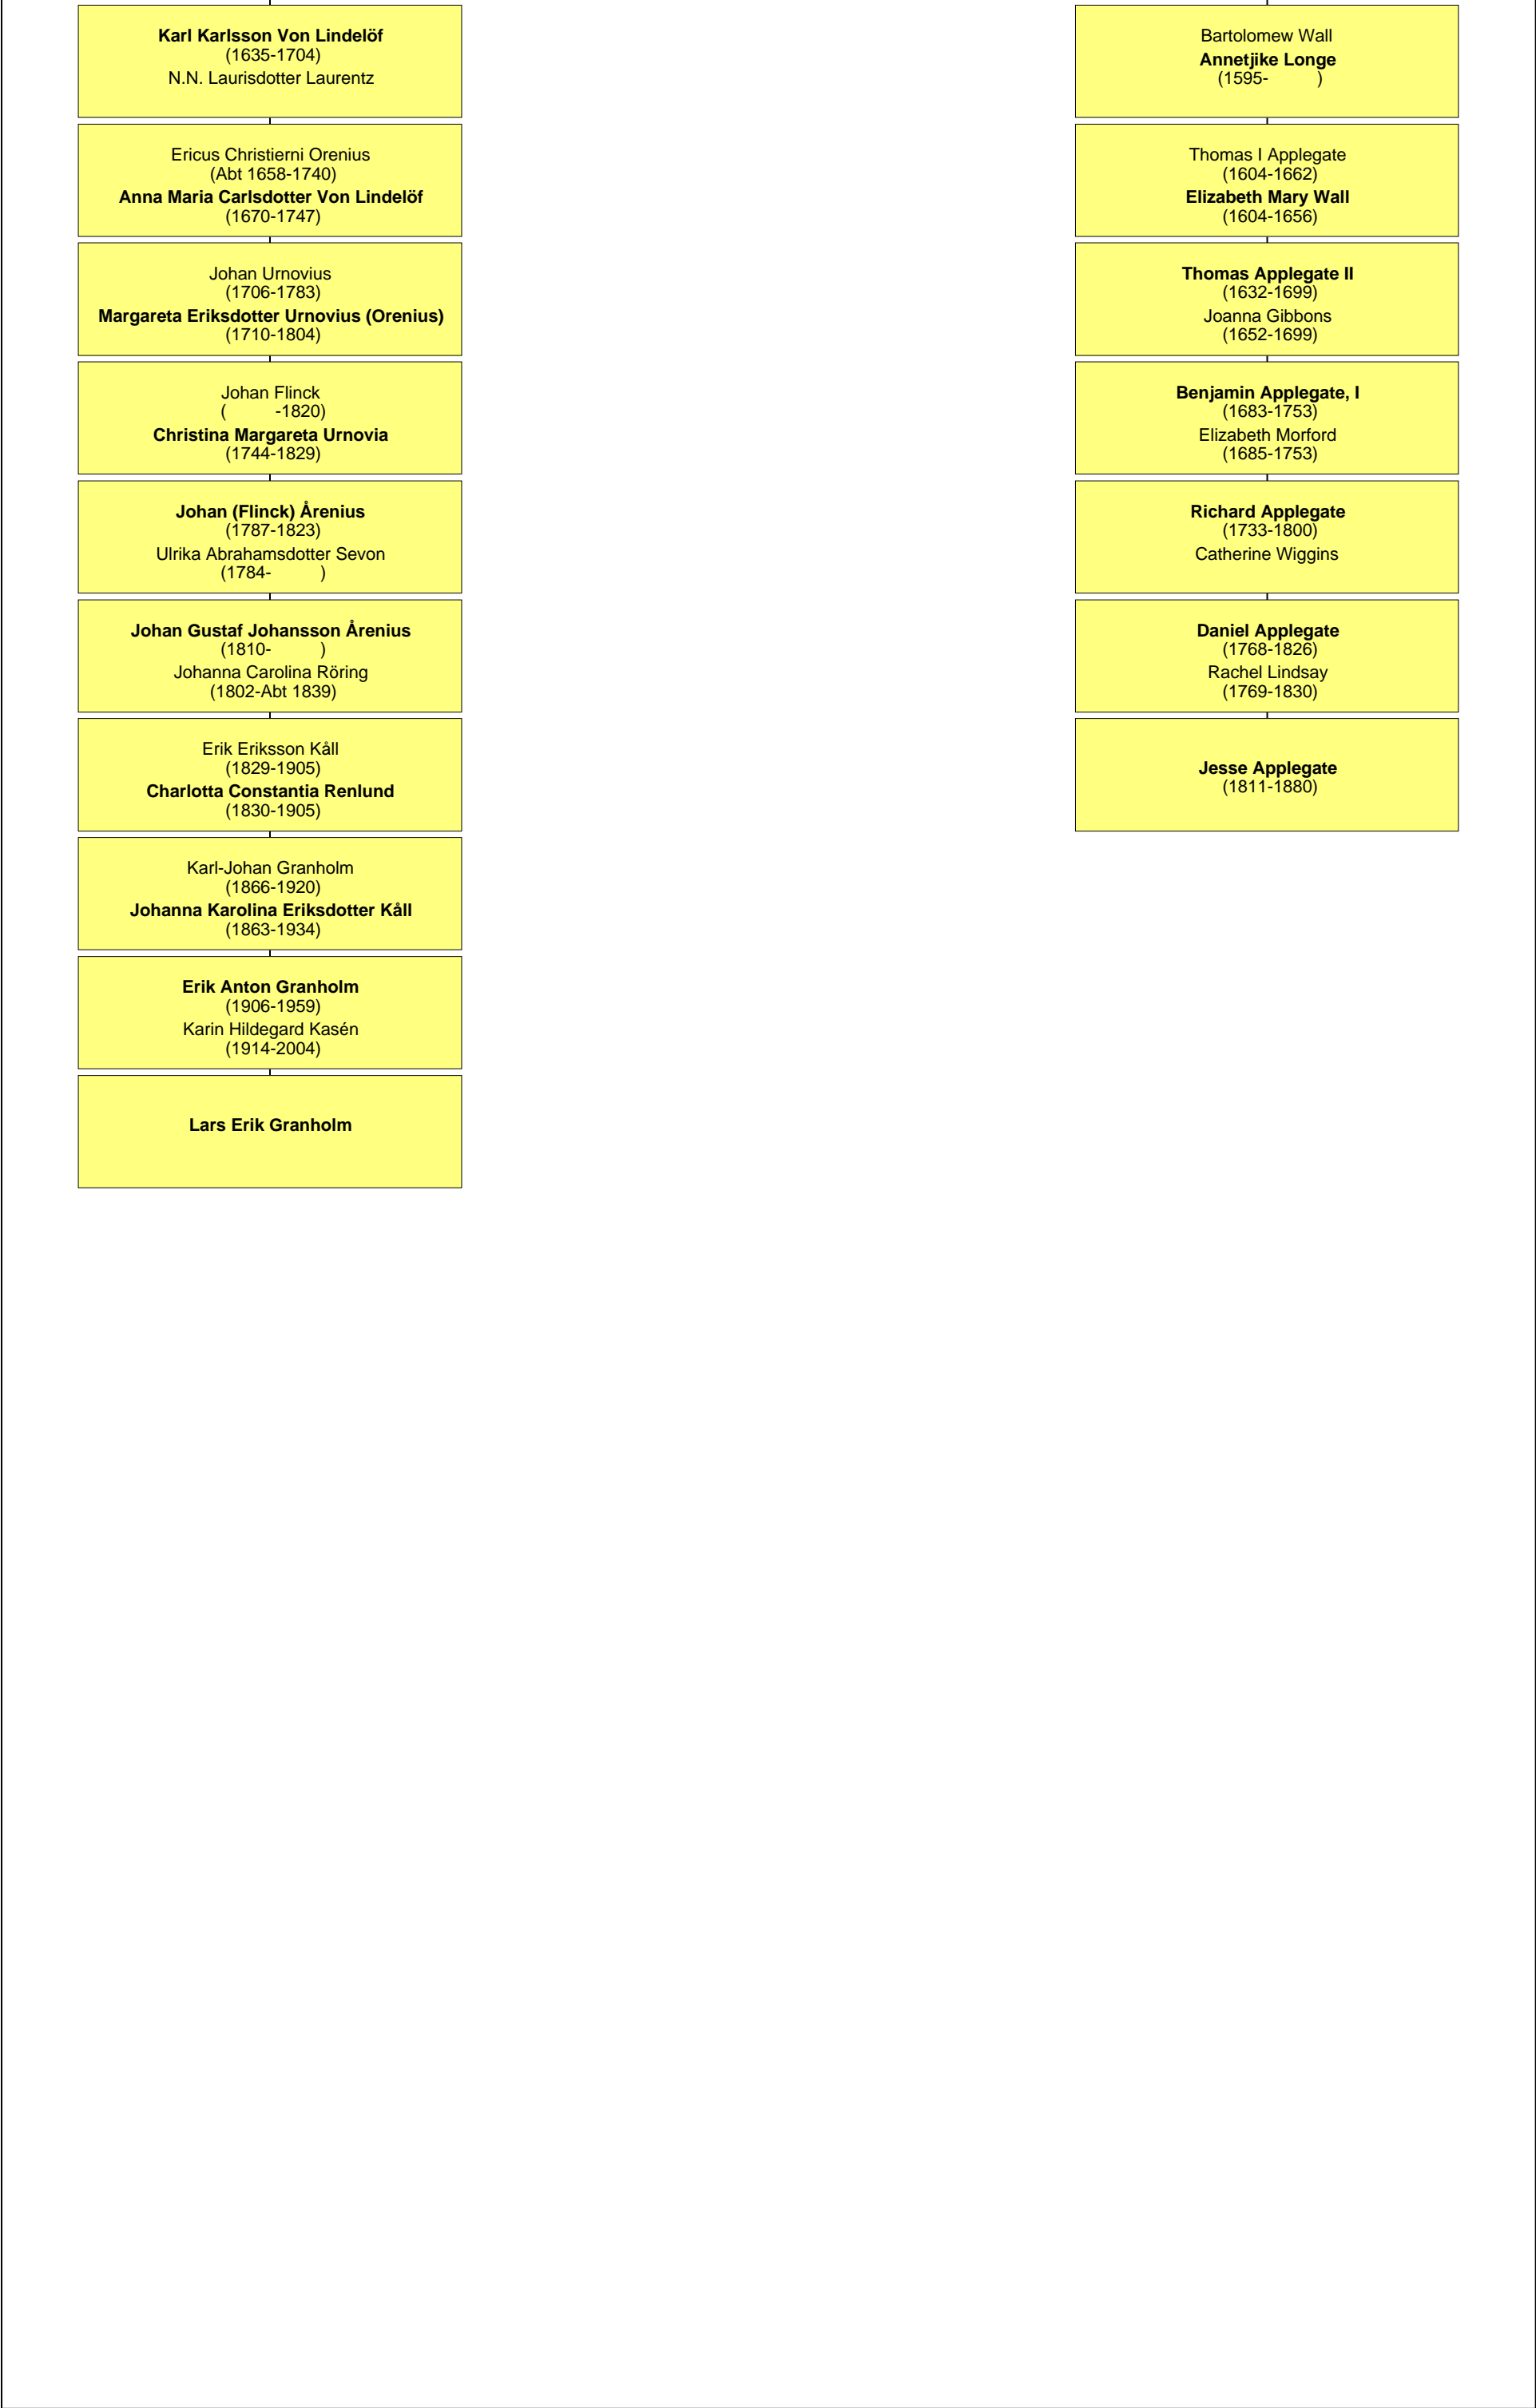 Karl Karlsson Von Lindelöf
(1635-1704)
N.N. Laurisdotter Laurentz
Ericus Christierni Orenius
(Abt 1658-1740)
Anna Maria Carlsdotter Von Lindelöf
(1670-1747)
Johan Urnovius
(1706-1783)
Margareta Eriksdotter Urnovius (Orenius)
(1710-1804)
Johan Flinck
(          -1820)
Christina Margareta Urnovia
(1744-1829)
Johan (Flinck) Årenius
(1787-1823)
Ulrika Abrahamsdotter Sevon
(1784-          )
Johan Gustaf Johansson Årenius
(1810-          )
Johanna Carolina Röring
(1802-Abt 1839)
Erik Eriksson Kåll
(1829-1905)
Charlotta Constantia Renlund
(1830-1905)
Karl-Johan Granholm
(1866-1920)
Johanna Karolina Eriksdotter Kåll
(1863-1934)
Erik Anton Granholm
(1906-1959)
Karin Hildegard Kasén
(1914-2004)
Lars Erik Granholm
Bartolomew Wall
Annetjike Longe
(1595-          )
Thomas I Applegate
(1604-1662)
Elizabeth Mary Wall
(1604-1656)
Thomas Applegate II
(1632-1699)
Joanna Gibbons
(1652-1699)
Benjamin Applegate, I
(1683-1753)
Elizabeth Morford
(1685-1753)
Richard Applegate
(1733-1800)
Catherine Wiggins
Daniel Applegate
(1768-1826)
Rachel Lindsay
(1769-1830)
Jesse Applegate
(1811-1880)